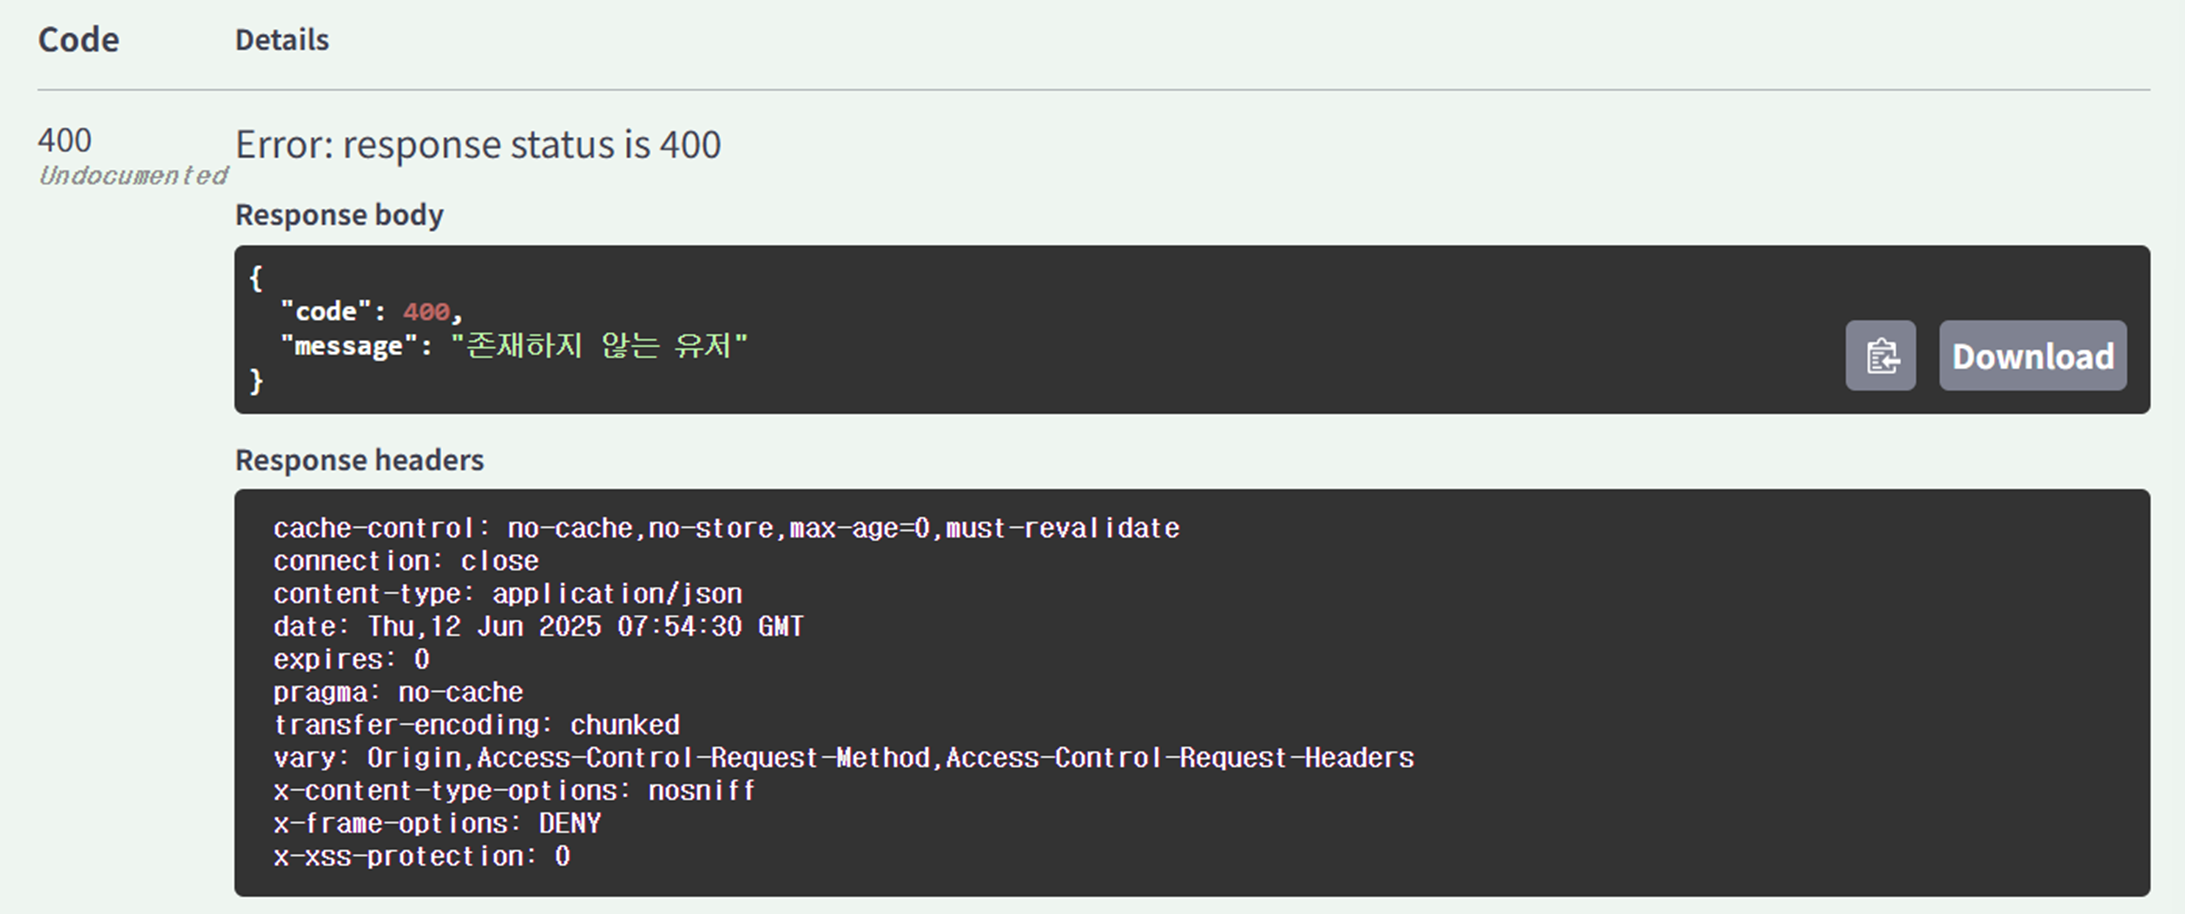 Code Details
400 Error: response status is 400
Undocumented
Response body
{
  "code": 400,
  "message": "존재하지 않는 유저"
}
Download
Response headers
cache-control: no-cache,no-store,max-age=0,must-revalidate
connection: close
content-type: application/json
date: Thu,12 Jun 2025 07:54:30 GMT
expires: 0
pragma: no-cache
transfer-encoding: chunked
vary: Origin,Access-Control-Request-Method,Access-Control-Request-Headers
x-content-type-options: nosniff
x-frame-options: DENY
x-xss-protection: 0